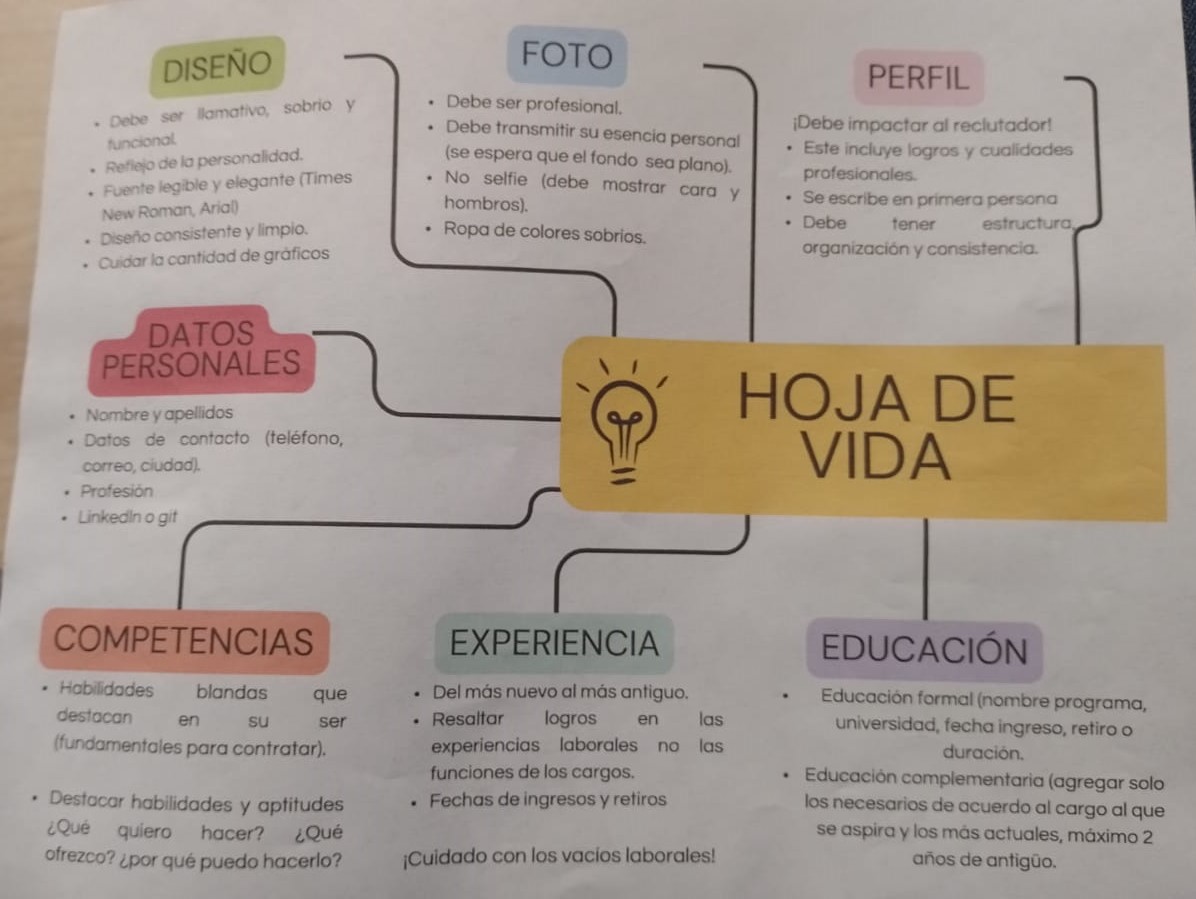 DISEÑO
• Debe ser llamativo, sobrio y
funcional.
• Reflejo de la personalidad.
• Fuente legible y elegante (Times
New Roman, Arial)
• Diseño consistente y limpio.
• Cuidar la cantidad de gráficos
FOTO
• Debe ser profesional.
• Debe transmitir su esencia personal
(se espera que el fondo sea plano).
• No selfie (debe mostrar cara y
hombros).
• Ropa de colores sobrios.
PERFIL
¡Debe impactar al reclutador!
• Este incluye logros y cualidades
profesionales.
• Se escribe en primera persona
• Debe tener estructura,
organización y consistencia.
DATOS
PERSONALES
• Nombre y apellidos
• Datos de contacto (teléfono,
correo, ciudad).
• Profesión
• LinkedIn o git
HOJA DE
VIDA
COMPETENCIAS
• Habilidades blandas que
destacan en su ser
(fundamentales para contratar).
• Destacar habilidades y aptitudes
¿Qué quiero hacer? ¿Qué
ofrezco? ¿por qué puedo hacerlo?
EXPERIENCIA
• Del más nuevo al más antiguo.
• Resaltar logros en las
experiencias laborales no las
funciones de los cargos.
• Fechas de ingresos y retiros
¡Cuidado con los vacíos laborales!
EDUCACIÓN
• Educación formal (nombre programa,
universidad, fecha ingreso, retiro o
duración.
• Educación complementaria (agregar solo
los necesarios de acuerdo al cargo al que
se aspira y los más actuales, máximo 2
años de antigüo.